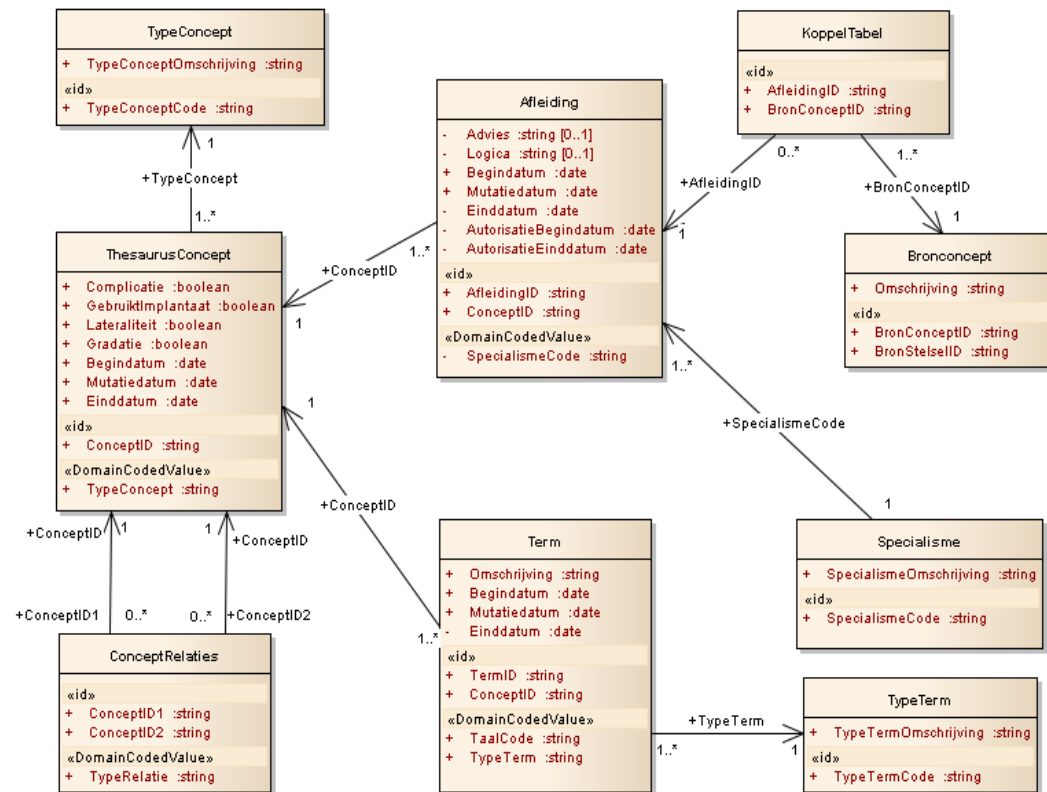 TypeConcept
+ TypeConceptOmschrijving :string
«id»
+ TypeConceptCode :string
1
+TypeConcept
1..*
ThesaurusConcept
+ Complicatie :boolean
+ GebruiktImplantaat :boolean
+ Lateraliteit :boolean
+ Gradatie :boolean
+ Begindatum :date
+ Mutatiedatum :date
+ Einddatum :date
«id»
+ ConceptID :string
«DomainCodedValue»
+ TypeConcept :string
+ConceptID
1
1
+ConceptID
+ConceptID1
0..*
0..*
+ConceptID2
ConceptRelaties
«id»
+ ConceptID1 :string
+ ConceptID2 :string
«DomainCodedValue»
+ TypeRelatie :string
Afleiding
- Advies :string [0..1]
- Logica :string [0..1]
+ Begindatum :date
+ Mutatiedatum :date
- Einddatum :date
- AutorisatieBegindatum :date
- AutorisatieEinddatum :date
«id»
+ AfleidingID :string
+ ConceptID :string
«DomainCodedValue»
- SpecialismeCode :string
1..*
+ConceptID
1
1
+ConceptID
1..*
Term
+ Omschrijving :string
+ Begindatum :date
+ Mutatiedatum :date
- Einddatum :date
«id»
+ TermID :string
+ ConceptID :string
«DomainCodedValue»
+ TaalCode :string
+ TypeTerm :string
KoppelTabel
«id»
+ AfleidingID :string
+ BronConceptID :string
0..*
+AfleidingID
1
1..*
+BronConceptID
1
Bronconcept
+ Omschrijving :string
«id»
+ BronConceptID :string
+ BronStelselID :string
1..*
+SpecialismeCode
1
Specialisme
+ SpecialismeOmschrijving :string
«id»
+ SpecialismeCode :string
+TypeTerm
1..*
1
TypeTerm
+ TypeTermOmschrijving :string
«id»
+ TypeTermCode :string